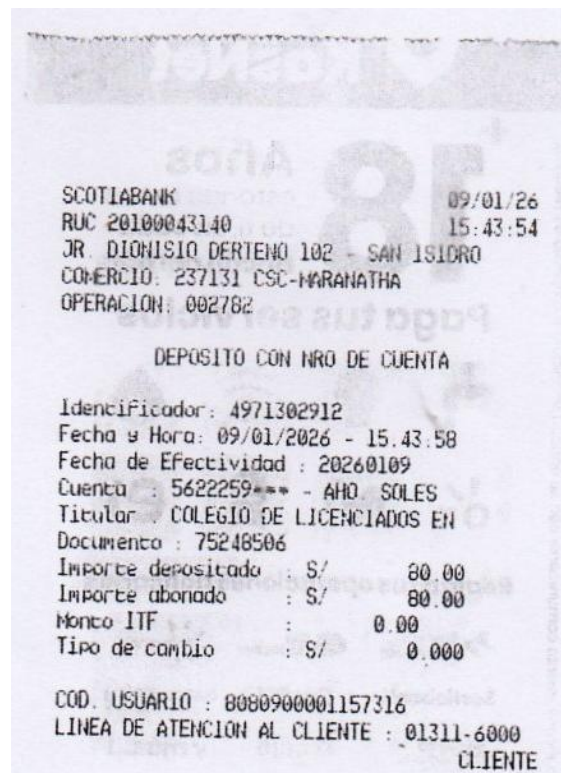 SCOTIABANK 09/01/26
RUC 20100043140 15:43:54
JR DIONISIO DERTENO 102 SAN ISIDRO
COMERCIO: 237131 CSC-MARANATHA
OPERACION: 002782
DEPOSITO CON NRO DE CUENTA
Identificador: 4971302912
Fecha y Hora: 09/01/2026 - 15.43.58
Fecha de Efectividad : 20260109
Cuenta : 5622259*** - AHO SOLES
Titular : COLEGIO DE LICENCIADOS EN
Documento : 75248506
Importe depositado : S/ 80.00
Importe abonado : S/ 80.00
Monto ITF : 0.00
Tipo de cambio : S/ 0.000
COD. USUARIO : 8080900001157316
LINEA DE ATENCION AL CLIENTE : 01311-6000
CLIENTE